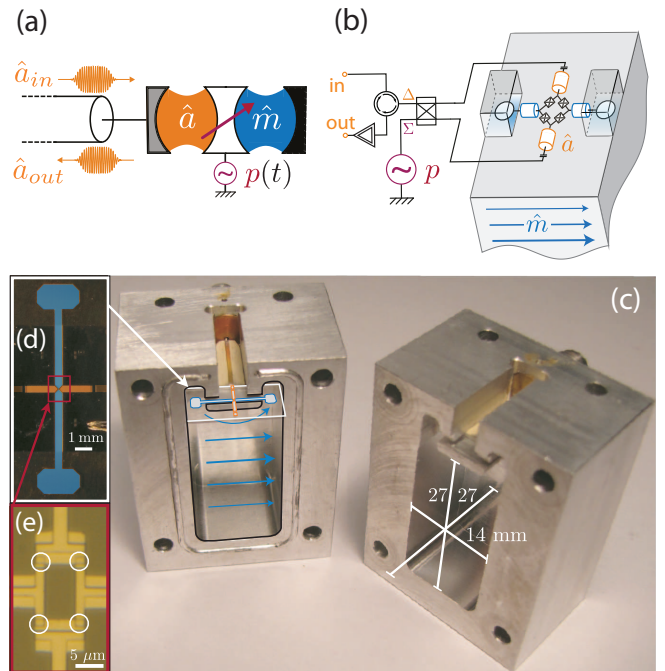 (a)
â_in
â
m̂
â_out
p(t)
~
(b)
in
out
Δ
Σ
~
p
â
m̂
(c)
27
27
14 mm
(d)
1 mm
(e)
5 μm